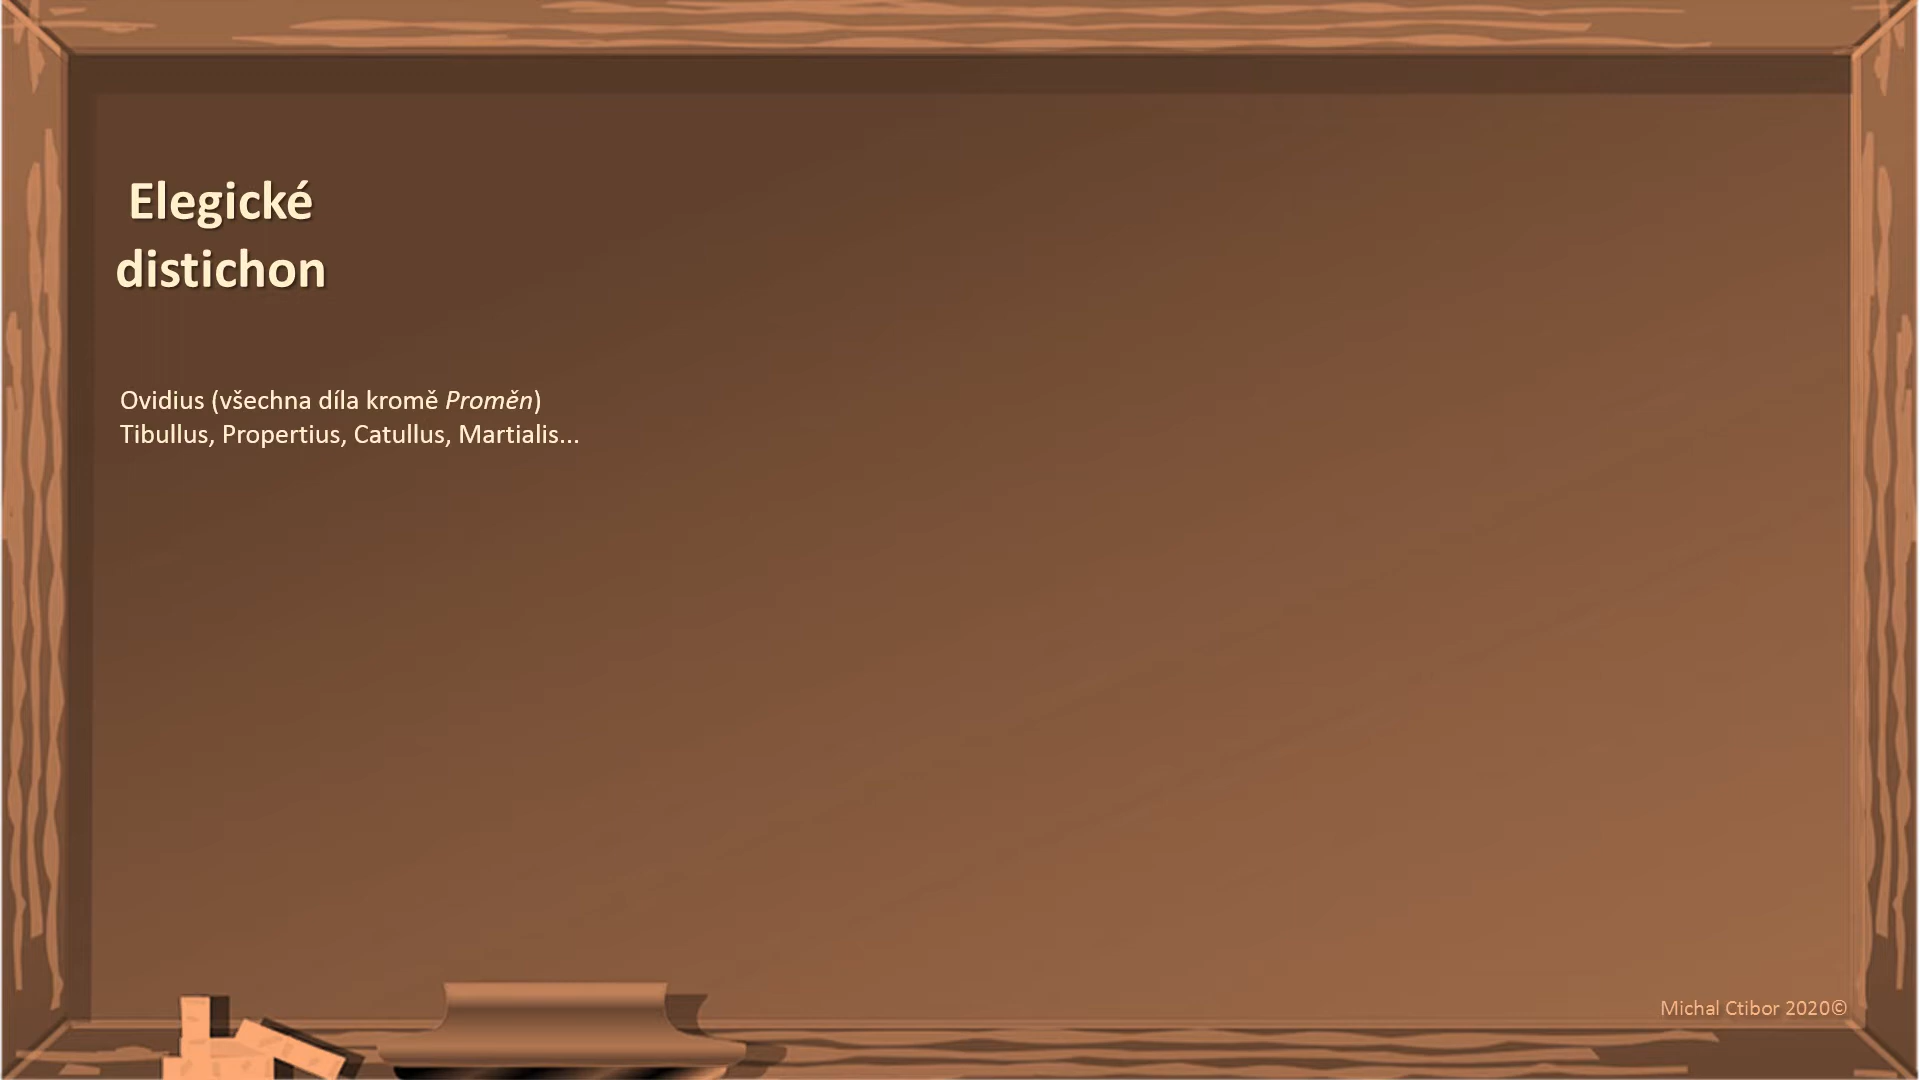 Elegické
distichon
Ovidius (všechna díla kromě Proměn)
Tibullus, Propertius, Catullus, Martialis...
Michal Ctibor 2020©